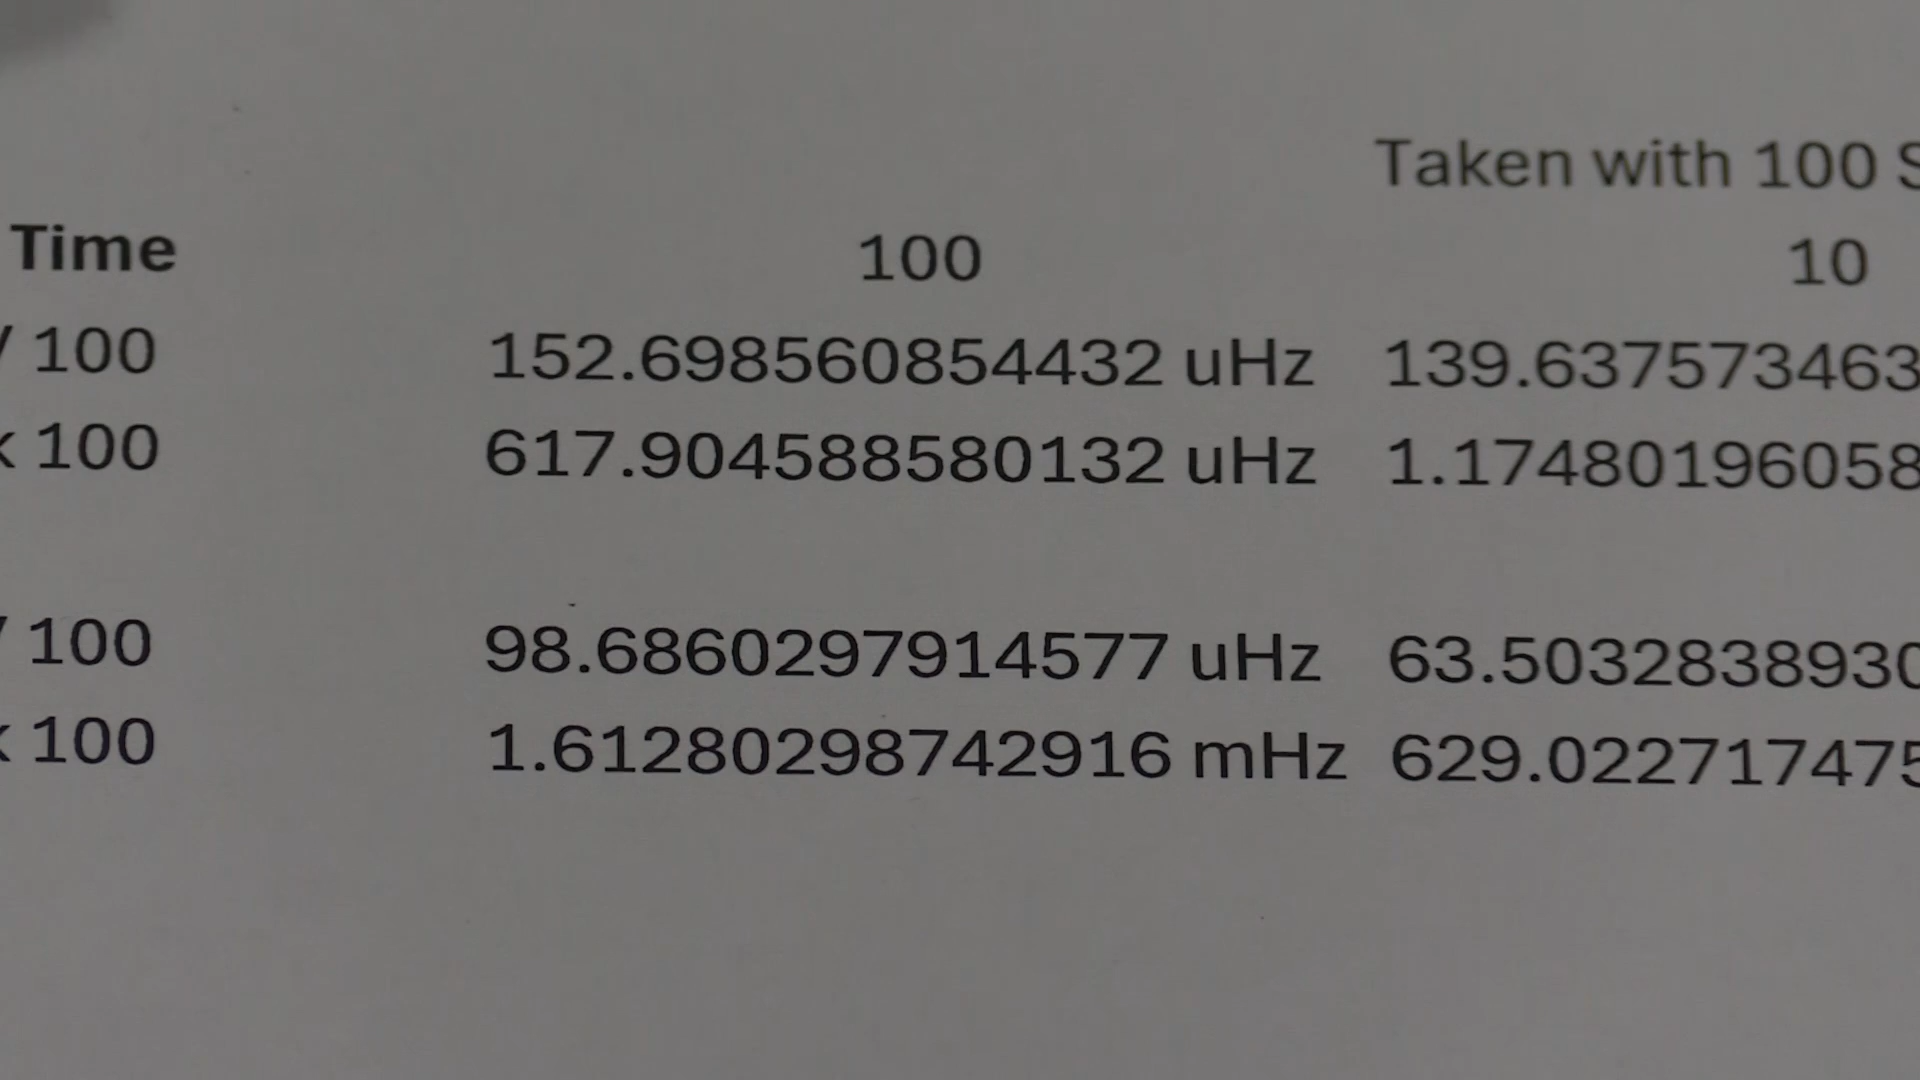 Taken with 100 S
Time 100 10
/ 100 152.698560854432 uHz 139.637573463
k 100 617.904588580132 uHz 1.17480196058
/ 100 98.6860297914577 uHz 63.5032838930
k 100 1.61280298742916 mHz 629.022717475